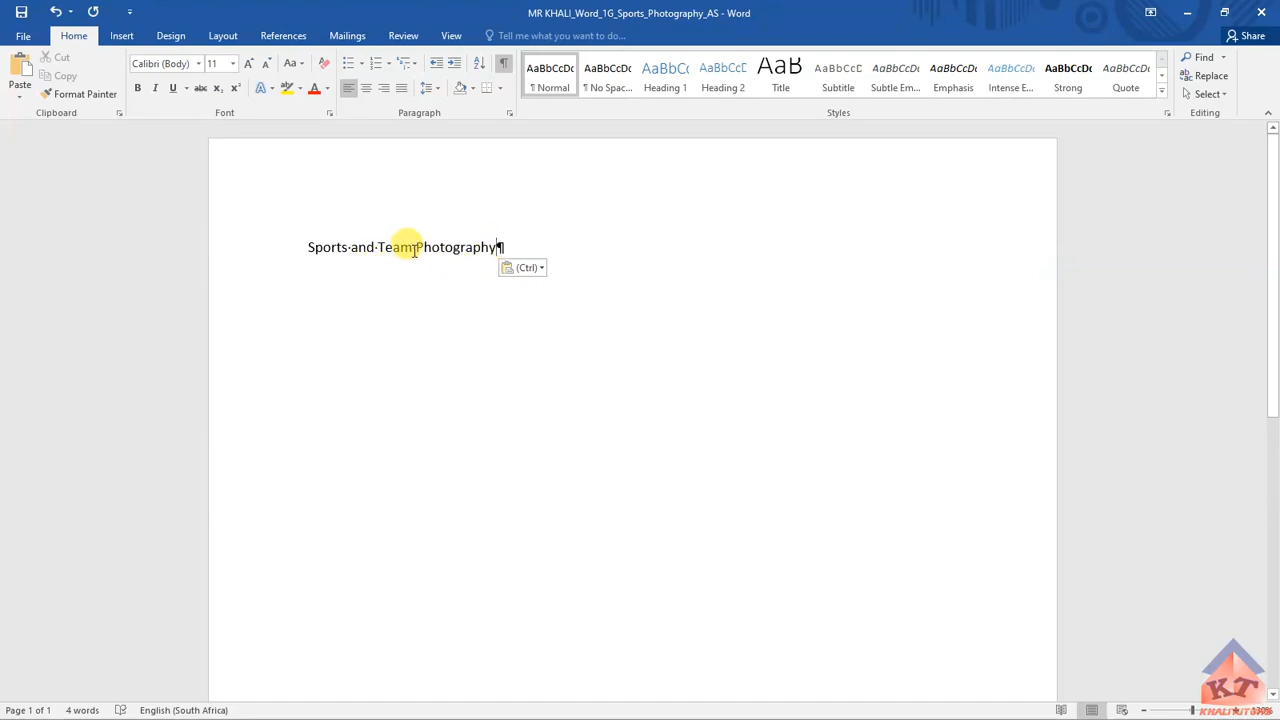 MR KHALI_Word_1G_Sports_Photography_AS - Word
File Home Insert Design Layout References Mailings Review View Tell me what you want to do... Share
Paste
Cut
Copy
Format Painter
Clipboard
Calibri (Body) 11
Font
Paragraph
AaBbCcDc AaBbCcDc AaBbCc AaBbCcD AaB AaBbCcD AaBbCcDc AaBbCcDc AaBbCcDc AaBbCcDc AaBbCcDc
¶ Normal ¶ No Spac... Heading 1 Heading 2 Title Subtitle Subtle Em... Emphasis Intense E... Strong Quote
Styles
Find
Replace
Select
Editing
Sports·and·Team·Photography¶
(Ctrl)
Page 1 of 1 4 words English (South Africa)
KT